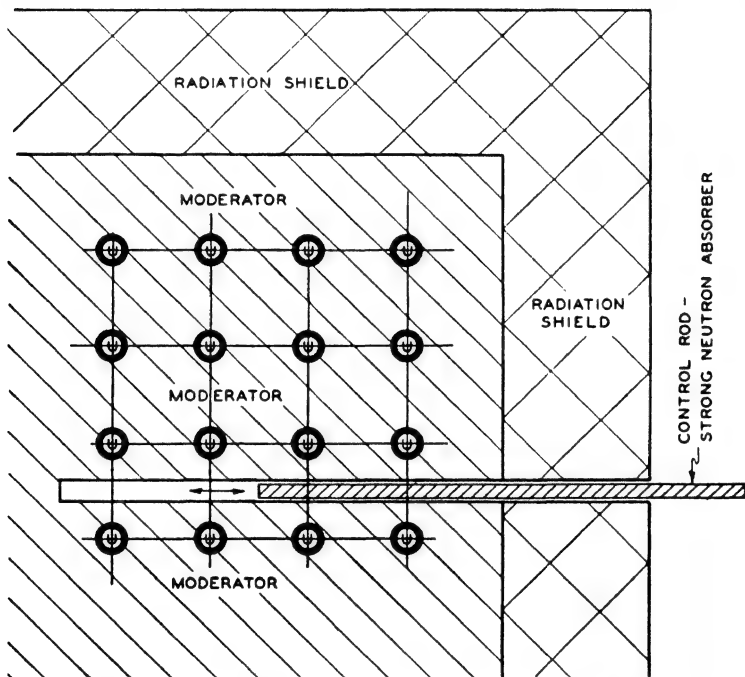 RADIATION SHIELD
MODERATOR
U U U U
RADIATION
SHIELD
U U U U
MODERATOR
U U U U
U U U U
MODERATOR
CONTROL ROD -
STRONG NEUTRON ABSORBER